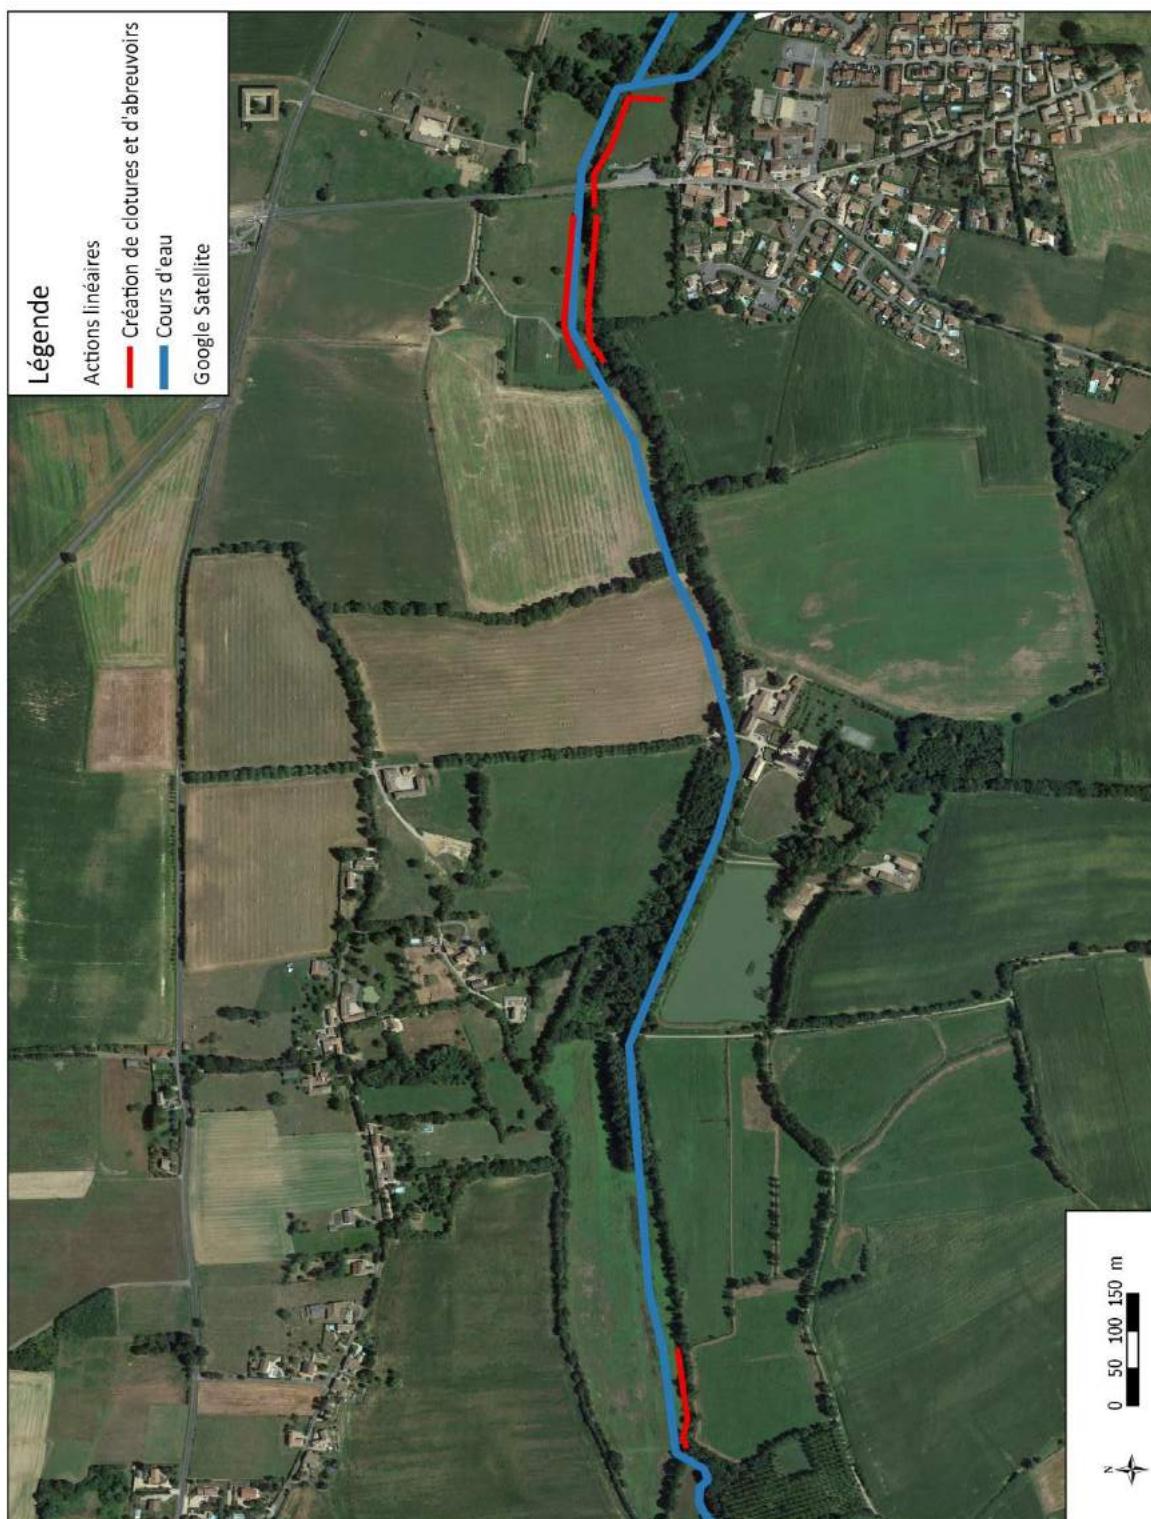 Légende
Actions linéaires
Création de clotures et d'abreuvoirs
Cours d'eau
Google Satellite
N
0 50 100 150 m